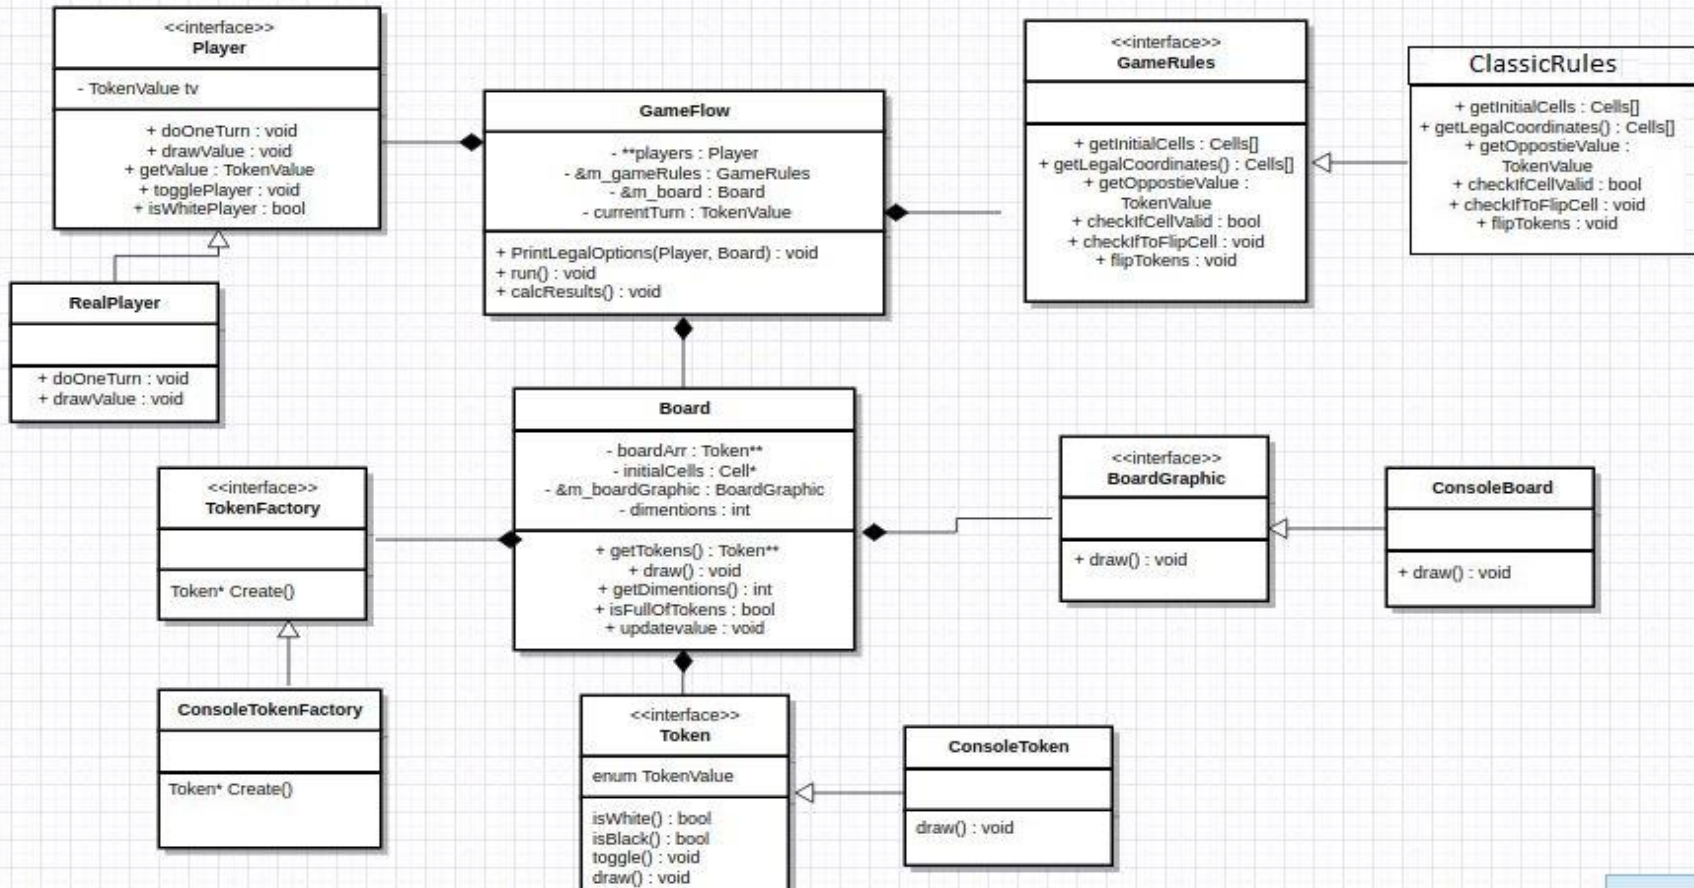 <<interface>>
Player
- TokenValue tv
+ doOneTurn : void
+ drawValue : void
+ getValue : TokenValue
+ togglePlayer : void
+ isWhitePlayer : bool
GameFlow
- **players : Player
- &m_gameRules : GameRules
- &m_board : Board
- currentTurn : TokenValue
+ PrintLegalOptions(Player, Board) : void
+ run() : void
+ calcResults() : void
<<interface>>
GameRules
+ getInitialCells : Cells[]
+ getLegalCoordinates() : Cells[]
+ getOppostieValue :
TokenValue
+ checkIfCellValid : bool
+ checkIfToFlipCell : void
+ flipTokens : void
ClassicRules
+ getInitialCells : Cells[]
+ getLegalCoordinates() : Cells[]
+ getOppostieValue :
TokenValue
+ checkIfCellValid : bool
+ checkIfToFlipCell : void
+ flipTokens : void
RealPlayer
+ doOneTurn : void
+ drawValue : void
Board
- boardArr : Token**
- initialCells : Cell*
- &m_boardGraphic : BoardGraphic
- dimentions : int
+ getTokens() : Token**
+ draw() : void
+ getDimentions() : int
+ isFullOfTokens : bool
+ updatevalue : void
<<interface>>
TokenFactory
Token* Create()
<<interface>>
BoardGraphic
+ draw() : void
ConsoleBoard
+ draw() : void
ConsoleTokenFactory
Token* Create()
<<interface>>
Token
enum TokenValue
isWhite() : bool
isBlack() : bool
toggle() : void
draw() : void
ConsoleToken
draw() : void